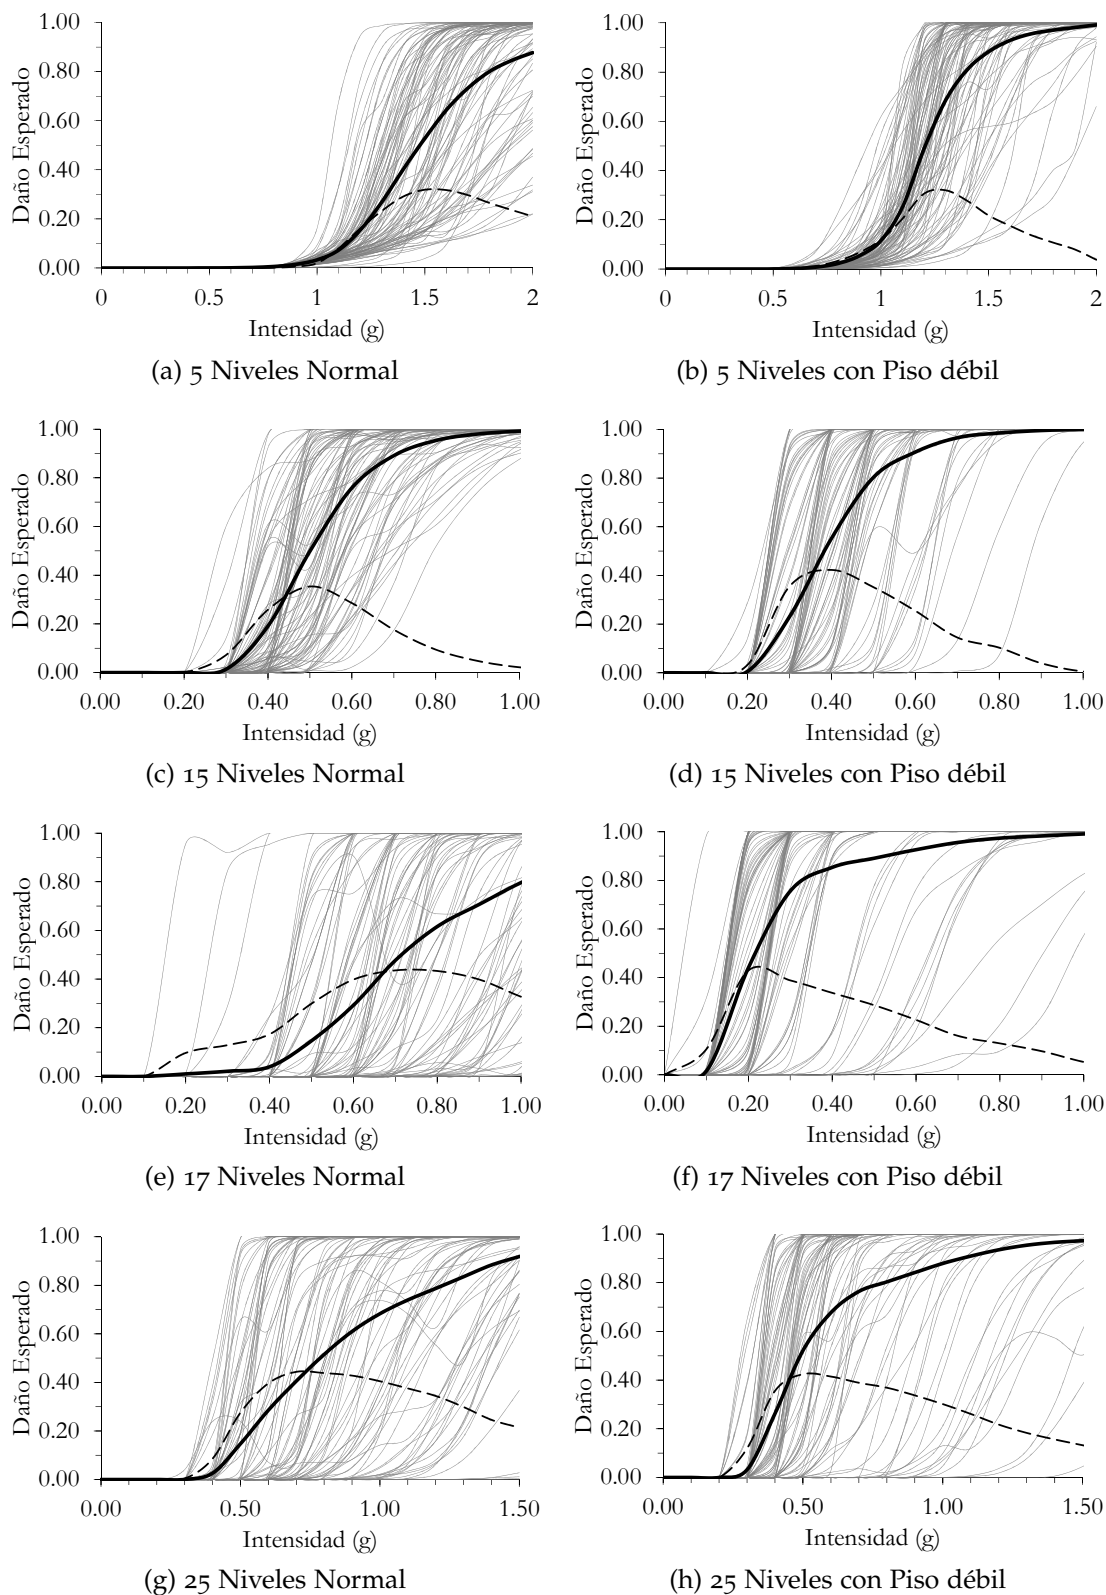 1.00
0.80
0.60
0.40
0.20
0.00
Daño Esperado
0 0.5 1 1.5 2
Intensidad (g)
(a) 5 Niveles Normal
1.00
0.80
0.60
0.40
0.20
0.00
Daño Esperado
0 0.5 1 1.5 2
Intensidad (g)
(b) 5 Niveles con Piso débil
1.00
0.80
0.60
0.40
0.20
0.00
Daño Esperado
0.00 0.20 0.40 0.60 0.80 1.00
Intensidad (g)
(c) 15 Niveles Normal
1.00
0.80
0.60
0.40
0.20
0.00
Daño Esperado
0.00 0.20 0.40 0.60 0.80 1.00
Intensidad (g)
(d) 15 Niveles con Piso débil
1.00
0.80
0.60
0.40
0.20
0.00
Daño Esperado
0.00 0.20 0.40 0.60 0.80 1.00
Intensidad (g)
(e) 17 Niveles Normal
1.00
0.80
0.60
0.40
0.20
0.00
Daño Esperado
0.00 0.20 0.40 0.60 0.80 1.00
Intensidad (g)
(f) 17 Niveles con Piso débil
1.00
0.80
0.60
0.40
0.20
0.00
Daño Esperado
0.00 0.50 1.00 1.50
Intensidad (g)
(g) 25 Niveles Normal
1.00
0.80
0.60
0.40
0.20
0.00
Daño Esperado
0.00 0.50 1.00 1.50
Intensidad (g)
(h) 25 Niveles con Piso débil